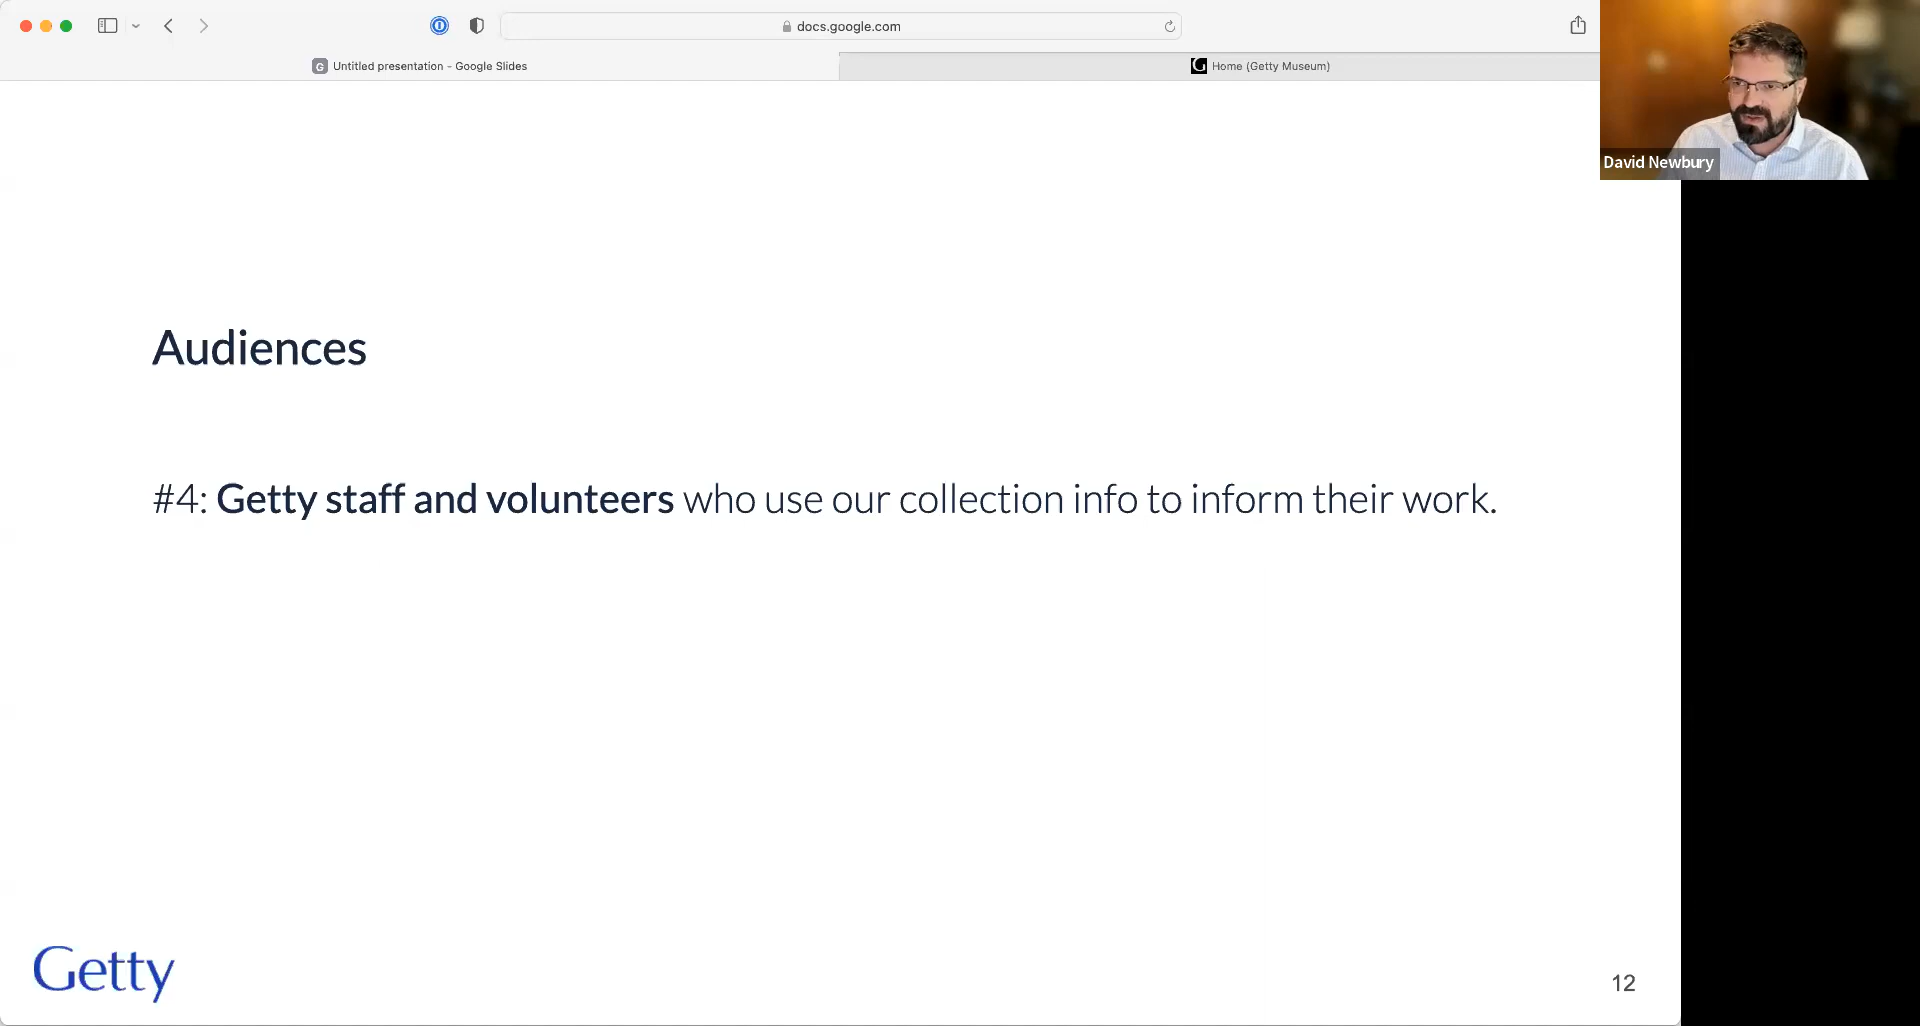 docs.google.com
Untitled presentation - Google Slides
Home (Getty Museum)
David Newbury
Audiences
#4: Getty staff and volunteers who use our collection info to inform their work.
Getty
12